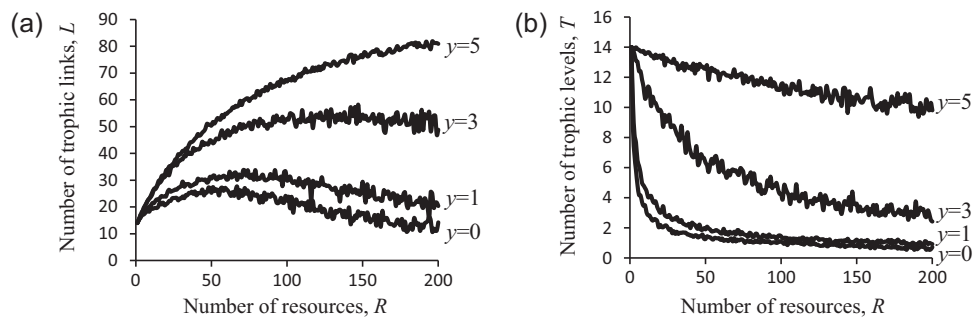 (a)
Number of trophic links, L
90
80
70
60
50
40
30
20
10
0
0 50 100 150 200
Number of resources, R
y=5
y=3
y=1
y=0
(b)
Number of trophic levels, T
16
14
12
10
8
6
4
2
0
0 50 100 150 200
Number of resources, R
y=5
y=3
y=1
y=0